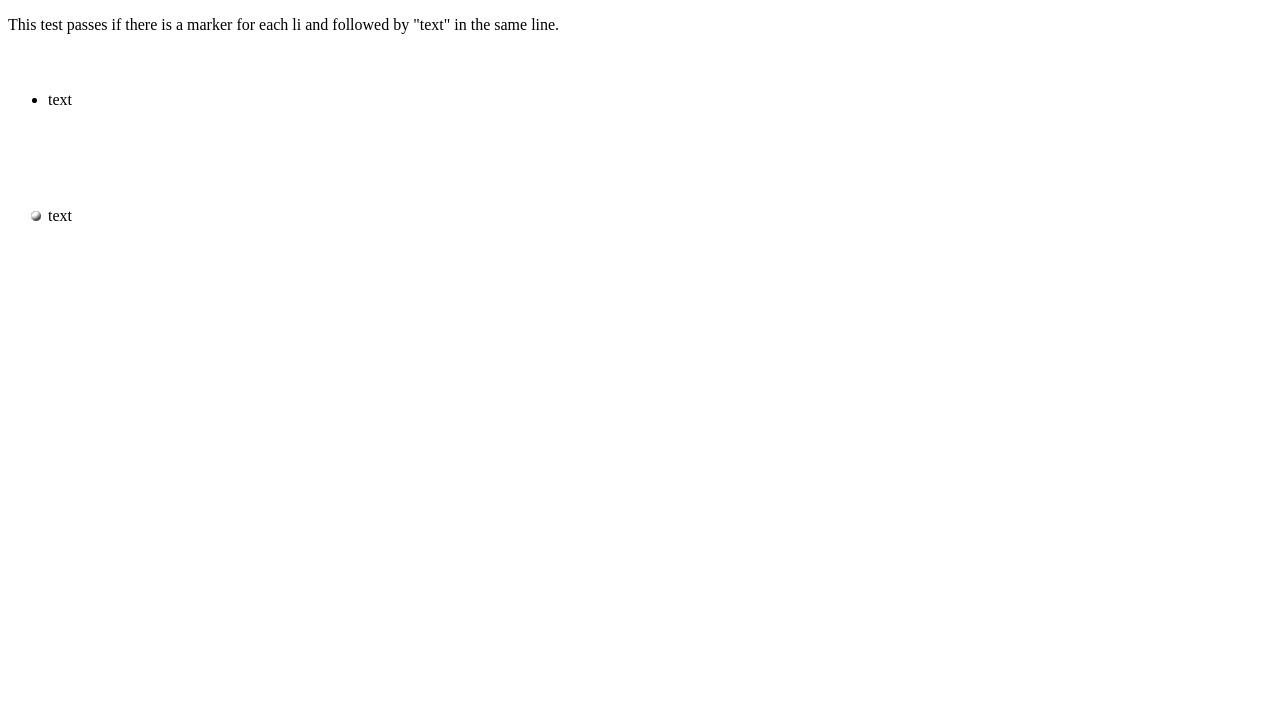 This test passes if there is a marker for each li and followed by "text" in the same line.
text
text